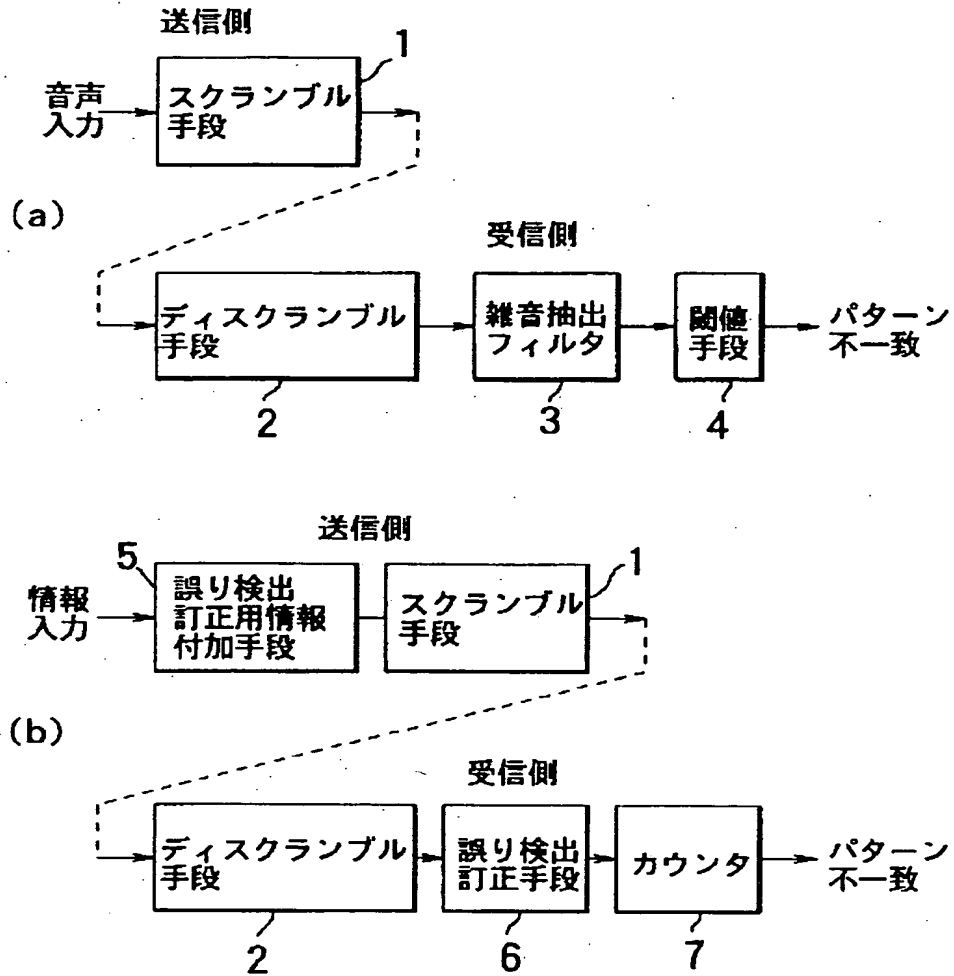 送信側
1
音声
入力
スクランブル
手段
(a)
受信側
ディスクランブル
手段
雑音抽出
フィルタ
閾値
手段
パターン
不一致
2
3
4
送信側
5
1
情報
入力
誤り検出
訂正用情報
付加手段
スクランブル
手段
(b)
受信側
ディスクランブル
手段
誤り検出
訂正手段
カウンタ
パターン
不一致
2
6
7